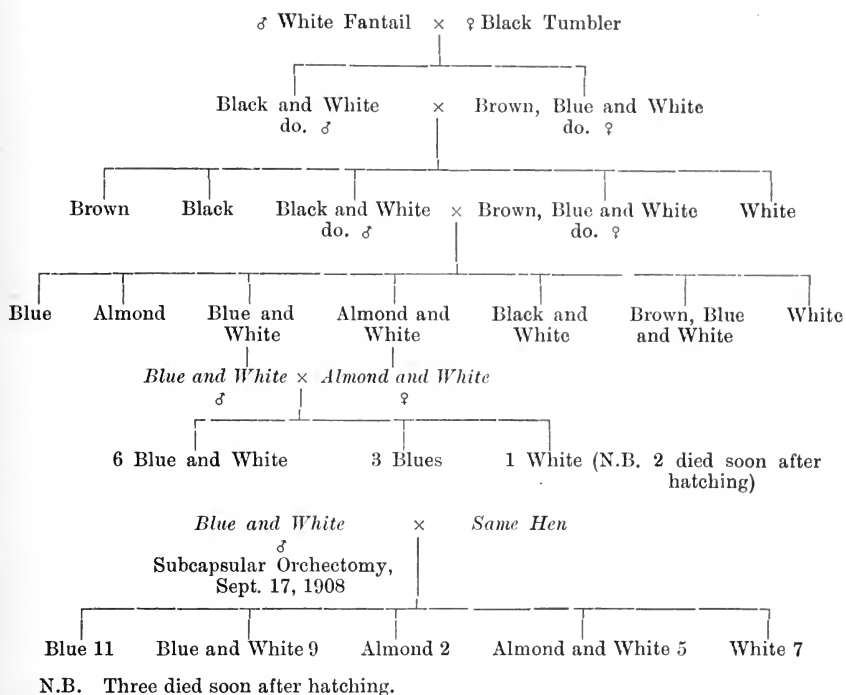 ♂ White Fantail × ♀ Black Tumbler
Black and White × Brown, Blue and White
do. ♂ do. ♀
Brown Black Black and White × Brown, Blue and White White
do. ♂ do. ♀
Blue Almond Blue and Almond and Black and Brown, Blue White
White White White and White
Blue and White × Almond and White
♂ ♀
6 Blue and White 3 Blues 1 White (N.B. 2 died soon after
hatching)
Blue and White × Same Hen
♂
Subcapsular Orchectomy,
Sept. 17, 1908
Blue 11 Blue and White 9 Almond 2 Almond and White 5 White 7
N.B. Three died soon after hatching.